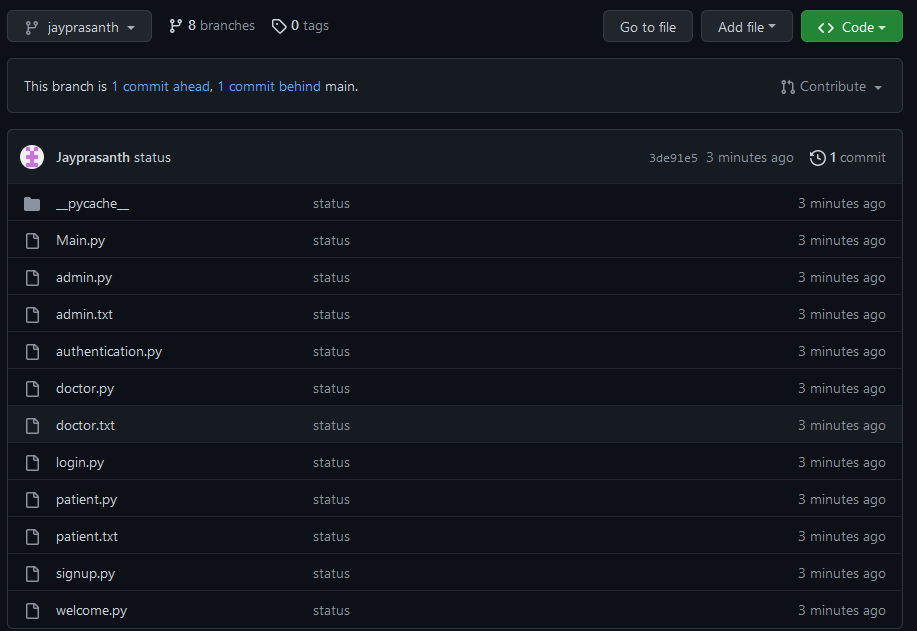 jayprasanth 8 branches 0 tags Go to file Add file Code
This branch is 1 commit ahead, 1 commit behind main. Contribute
Jayprasanth status 3de91e5 3 minutes ago 1 commit
__pycache__ status 3 minutes ago
Main.py status 3 minutes ago
admin.py status 3 minutes ago
admin.txt status 3 minutes ago
authentication.py status 3 minutes ago
doctor.py status 3 minutes ago
doctor.txt status 3 minutes ago
login.py status 3 minutes ago
patient.py status 3 minutes ago
patient.txt status 3 minutes ago
signup.py status 3 minutes ago
welcome.py status 3 minutes ago